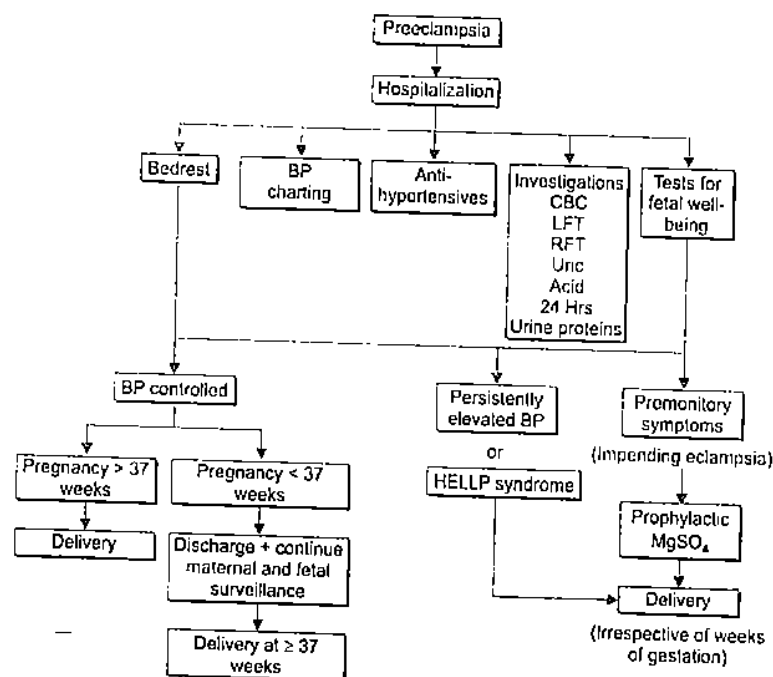 Preeclampsia
Hospitalization
Bedrest
BP
charting
Anti-
hyportensives
Investigations
CBC
LFT
RFT
Unc
Acid
24 Hrs
Urine proteins
Tests for
fetal well-
being
BP controlled
Persistently
elevated BP
or
HELLP syndrome
Premonitory
symptoms
(Impending eclampsia)
Pregnancy > 37
weeks
Pregnancy < 37
weeks
Prophylactic
MgSO₄
Delivery
Discharge + continue
maternal and fetal
surveillance
Delivery
(Irrespective of weeks
of gestation)
Delivery at ≥ 37
weeks